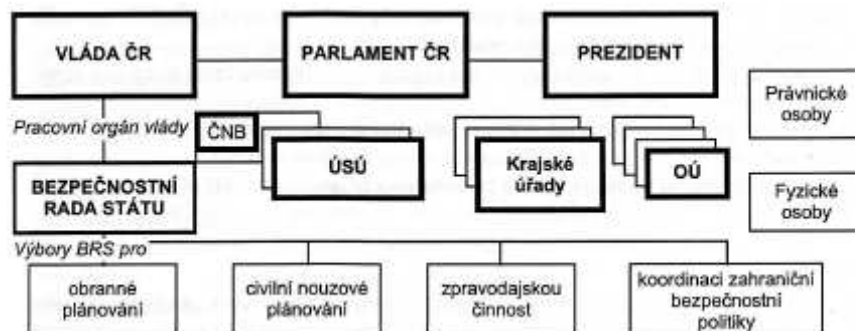 VLÁDA ČR
PARLAMENT ČR
PREZIDENT
Pracovní orgán vlády
ČNB
ÚSÚ
Krajské
úřady
OÚ
Právnické
osoby
BEZPEČNOSTNÍ
RADA STÁTU
Fyzické
osoby
Výbory BRS pro
obranné
plánování
civilní nouzové
plánování
zpravodajskou
činnost
koordinaci zahraniční
bezpečnostní
politiky